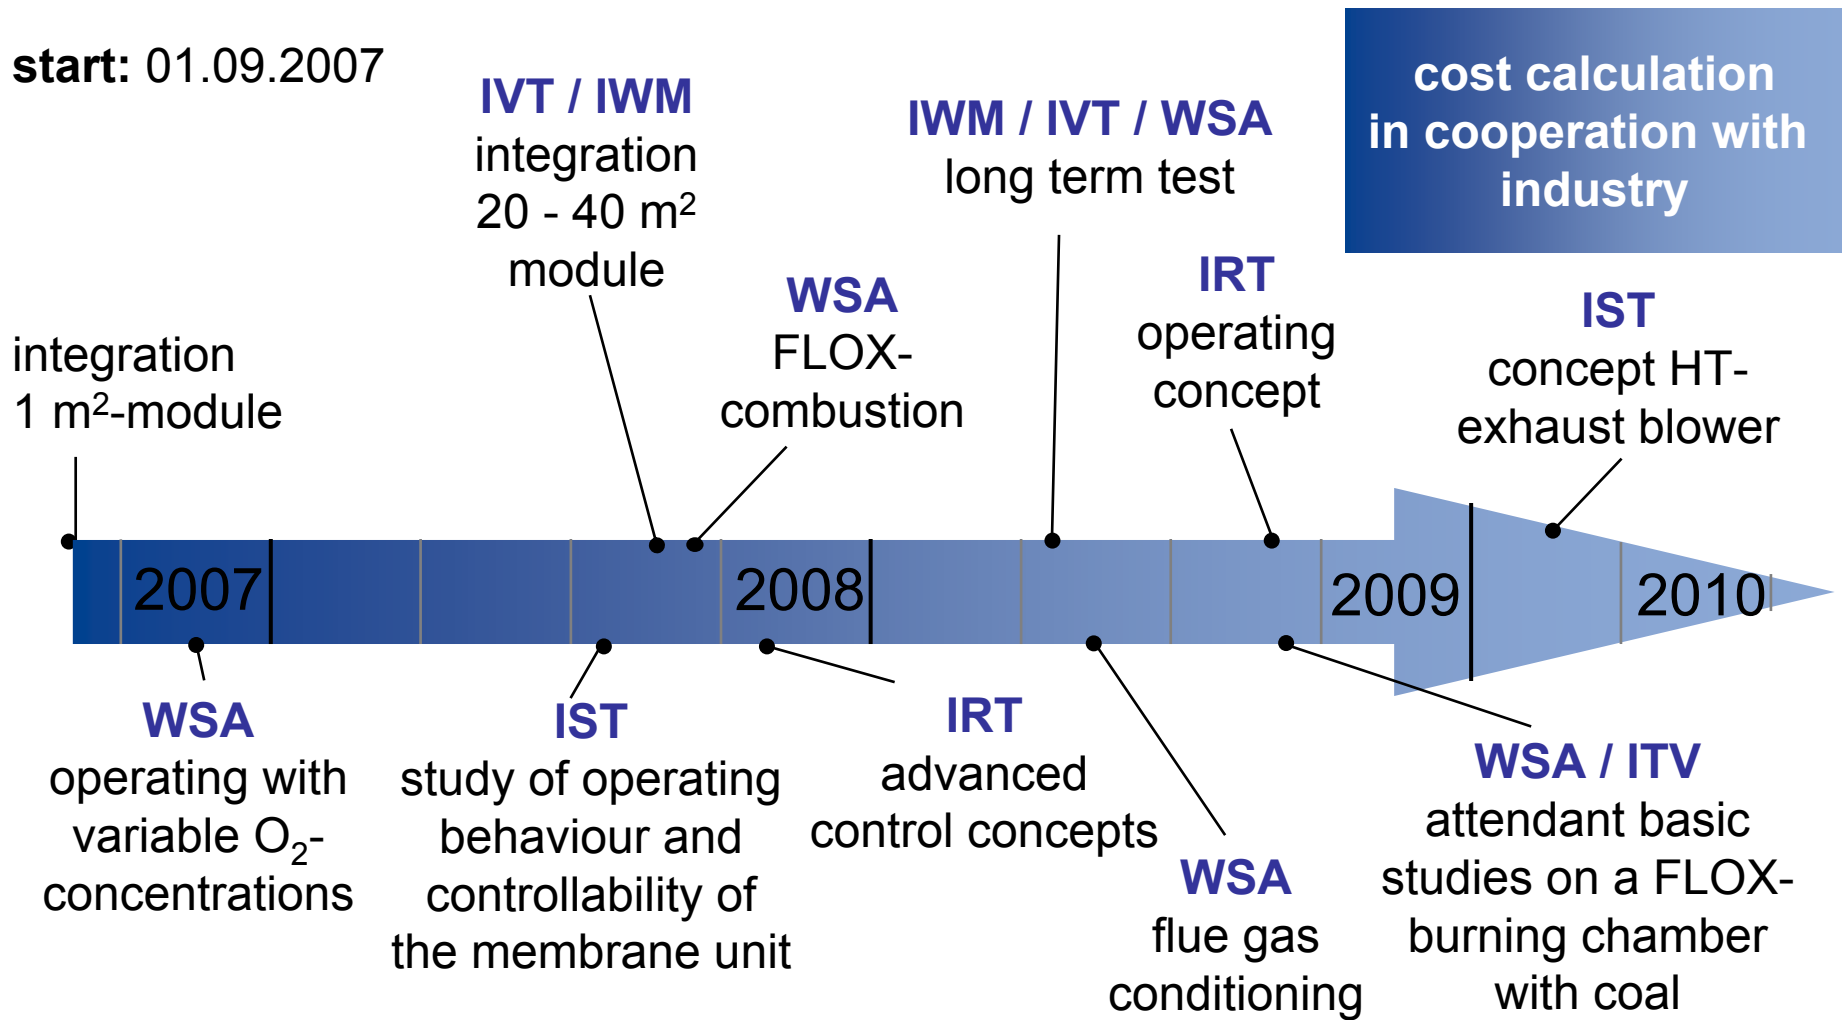 start: 01.09.2007
cost calculation
in cooperation with
industry
IVT / IWM
integration
20 - 40 m²
module
IWM / IVT / WSA
long term test
WSA
FLOX-
combustion
IRT
operating
concept
IST
concept HT-
exhaust blower
integration
1 m²-module
2007
2008
2009
2010
WSA
operating with
variable O₂-
concentrations
IST
study of operating
behaviour and
controllability of
the membrane unit
IRT
advanced
control concepts
WSA
flue gas
conditioning
WSA / ITV
attendant basic
studies on a FLOX-
burning chamber
with coal